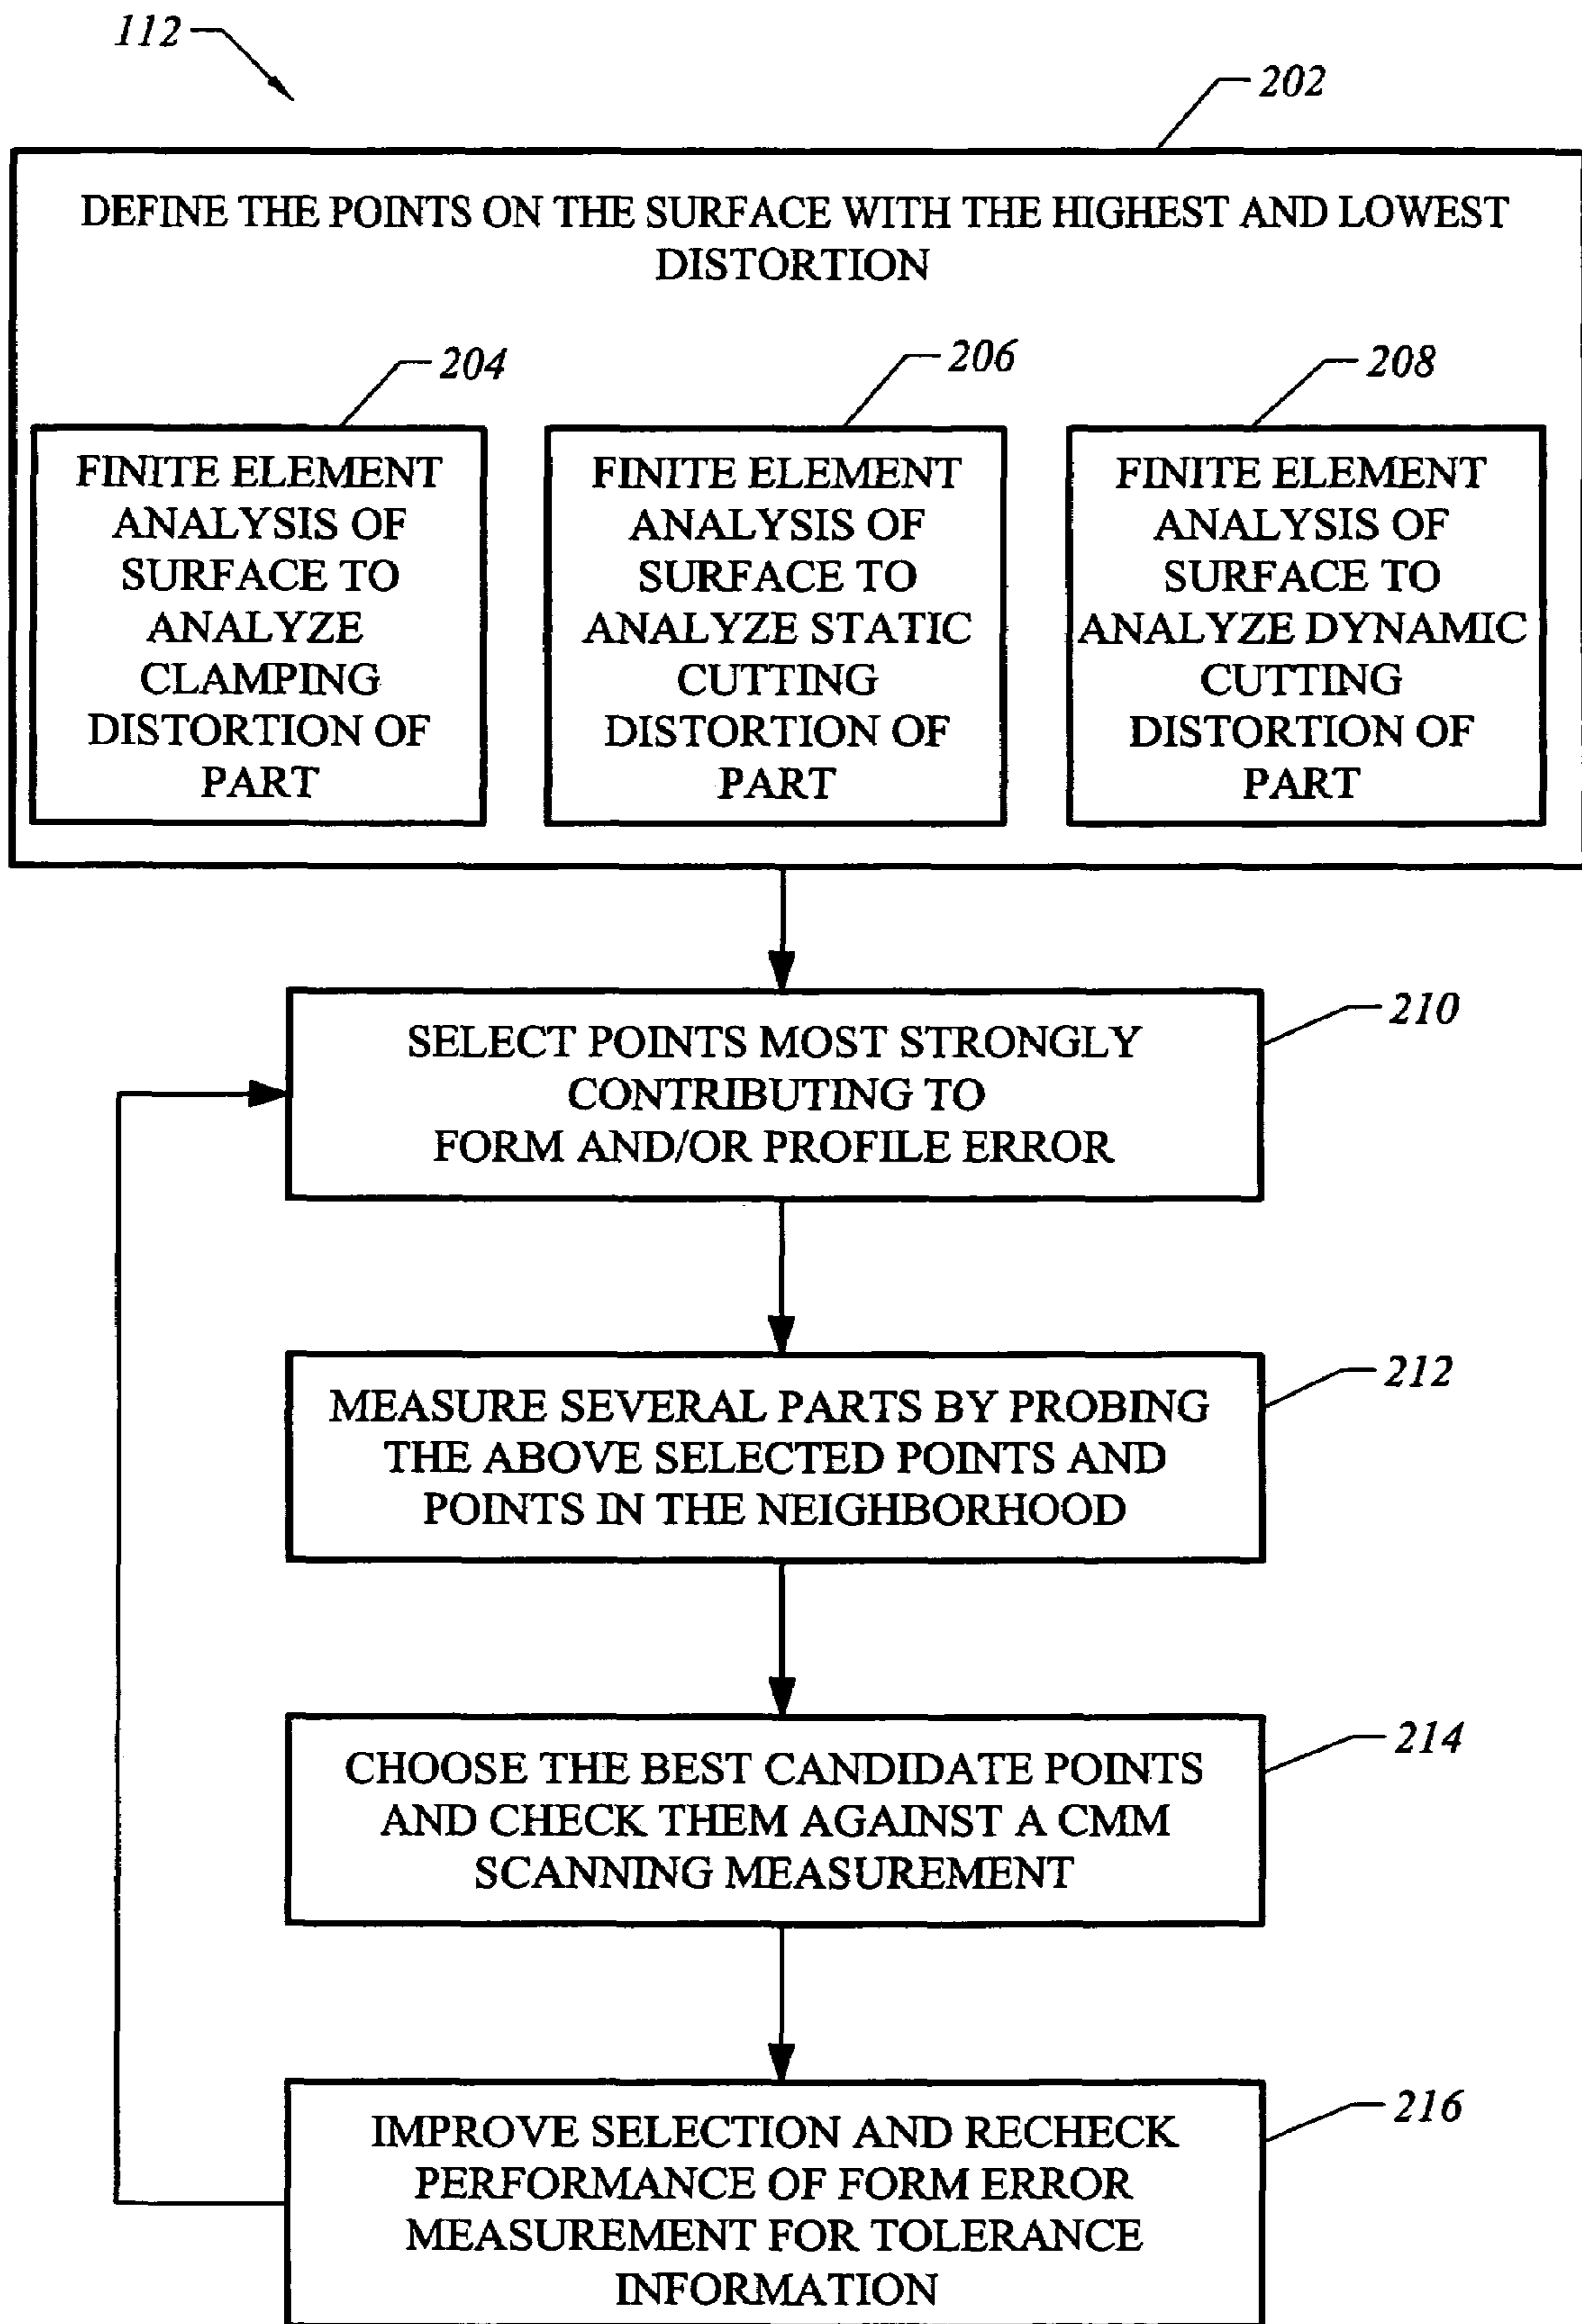 112
202
DEFINE THE POINTS ON THE SURFACE WITH THE HIGHEST AND LOWEST
DISTORTION
204
FINITE ELEMENT
ANALYSIS OF
SURFACE TO
ANALYZE
CLAMPING
DISTORTION OF
PART
206
FINITE ELEMENT
ANALYSIS OF
SURFACE TO
ANALYZE STATIC
CUTTING
DISTORTION OF
PART
208
FINITE ELEMENT
ANALYSIS OF
SURFACE TO
ANALYZE DYNAMIC
CUTTING
DISTORTION OF
PART
210
SELECT POINTS MOST STRONGLY
CONTRIBUTING TO
FORM AND/OR PROFILE ERROR
212
MEASURE SEVERAL PARTS BY PROBING
THE ABOVE SELECTED POINTS AND
POINTS IN THE NEIGHBORHOOD
214
CHOOSE THE BEST CANDIDATE POINTS
AND CHECK THEM AGAINST A CMM
SCANNING MEASUREMENT
216
IMPROVE SELECTION AND RECHECK
PERFORMANCE OF FORM ERROR
MEASUREMENT FOR TOLERANCE
INFORMATION